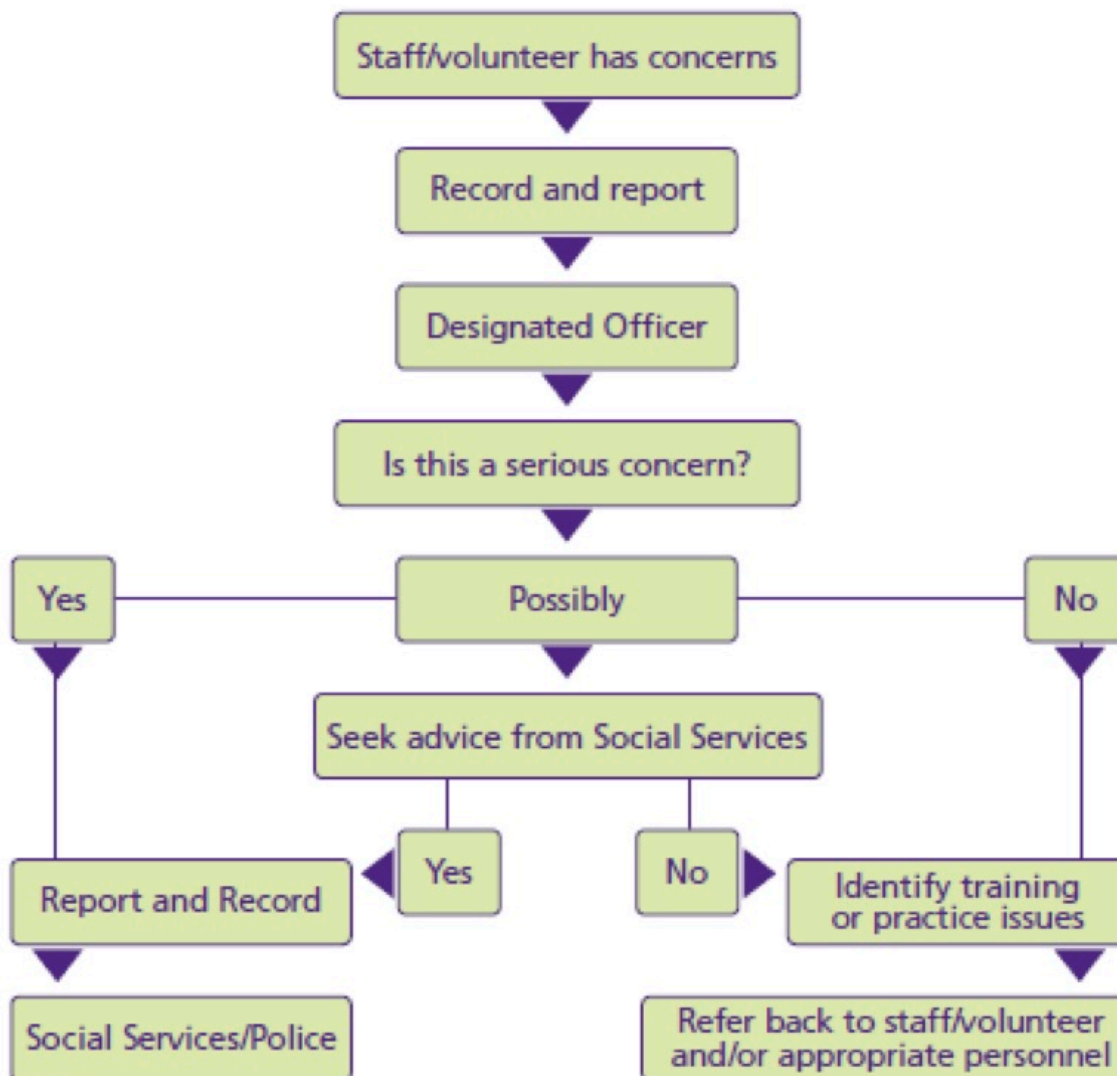 Staff/volunteer has concerns
Record and report
Designated Officer
Is this a serious concern?
Yes
Possibly
No
Seek advice from Social Services
Yes
No
Report and Record
Identify training
or practice issues
Social Services/Police
Refer back to staff/volunteer
and/or appropriate personnel